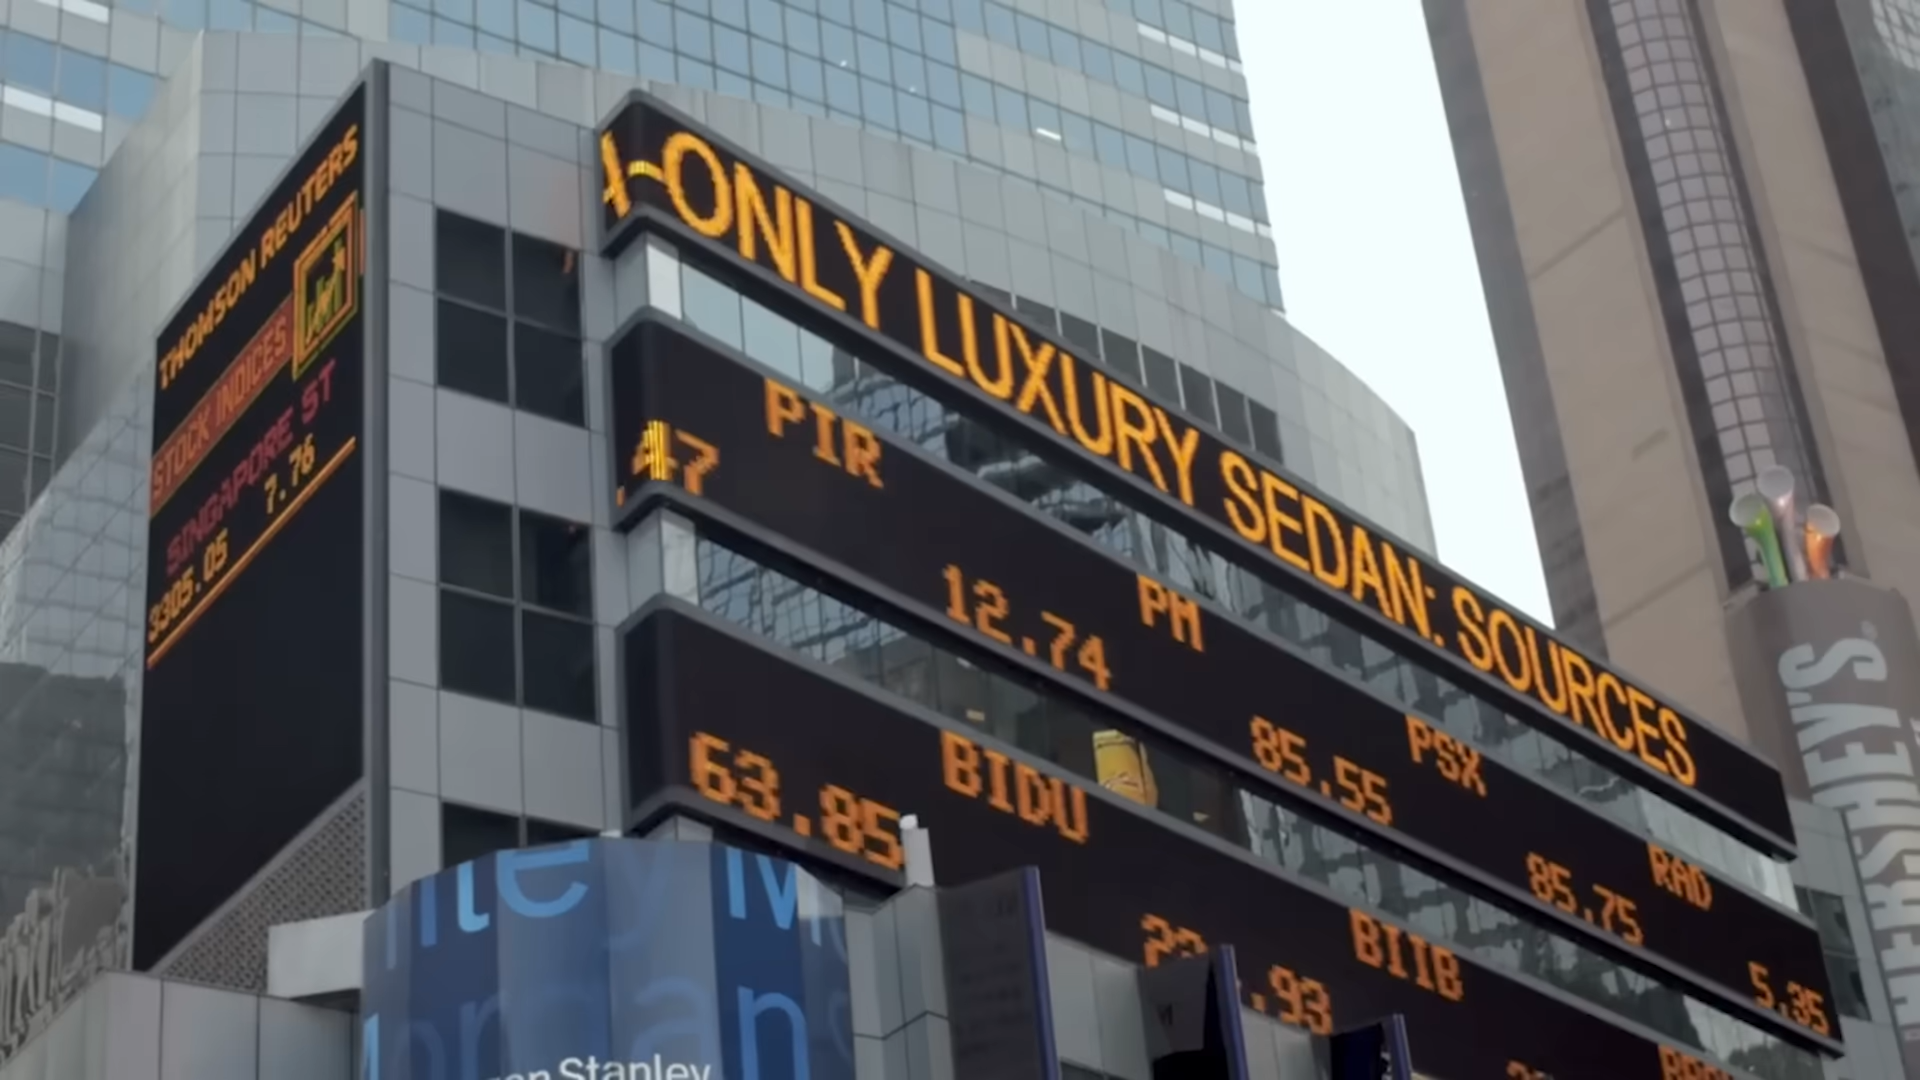 THOMSON REUTERS
STOCK INDICES
SINGAPORE ST
3305.05 7.76
-ONLY LUXURY SEDAN: SOURCES
47 PIR 12.74 PM 85.55 PSX 85.75 RAD 5.35
63.85 BIDU .93 BIIB
HERSHEY'S
Stanley